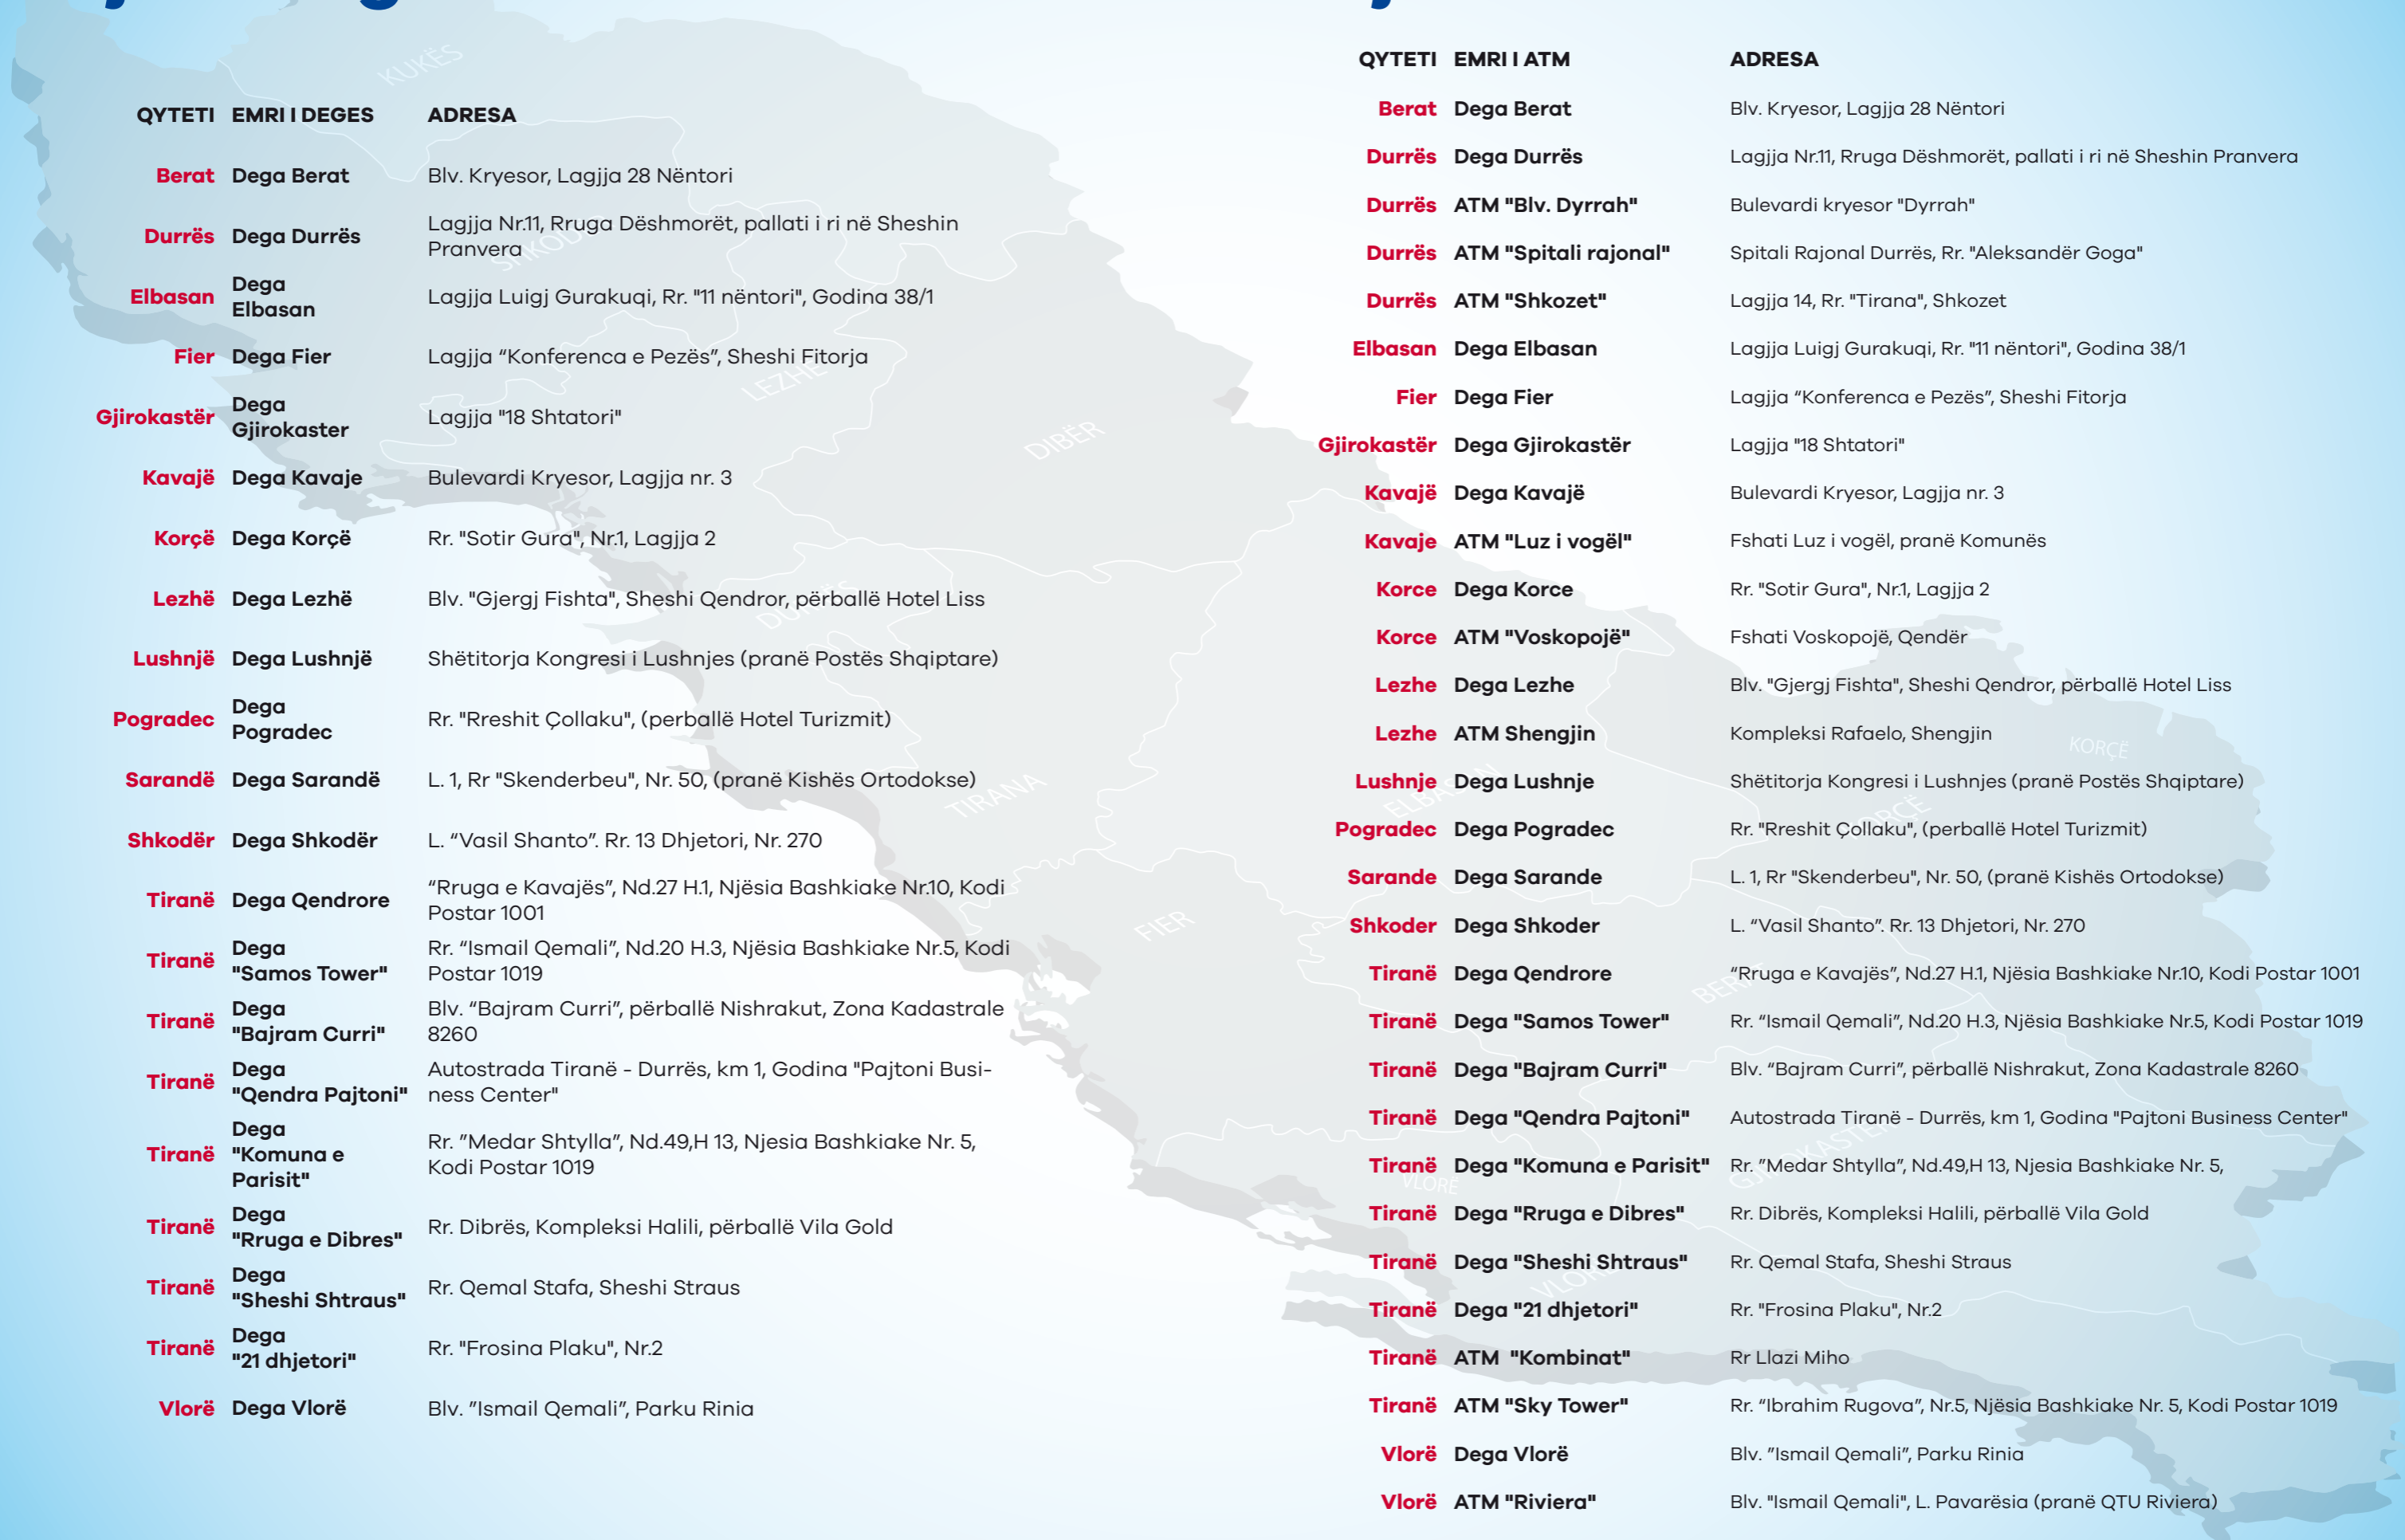 QYTETI EMRI I DEGES ADRESA
Berat Dega Berat Blv. Kryesor, Lagjja 28 Nëntori
Durrës Dega Durrës Lagjja Nr.11, Rruga Dëshmorët, pallati i ri në Sheshin
Pranvera
Elbasan Dega
Elbasan Lagjja Luigj Gurakuqi, Rr. "11 nëntori", Godina 38/1
Fier Dega Fier Lagjja “Konferenca e Pezës”, Sheshi Fitorja
Gjirokastër Dega
Gjirokaster Lagjja "18 Shtatori"
Kavajë Dega Kavaje Bulevardi Kryesor, Lagjja nr. 3
Korçë Dega Korçë Rr. "Sotir Gura", Nr.1, Lagjja 2
Lezhë Dega Lezhë Blv. "Gjergj Fishta", Sheshi Qendror, përballë Hotel Liss
Lushnjë Dega Lushnjë Shëtitorja Kongresi i Lushnjes (pranë Postës Shqiptare)
Pogradec Dega
Pogradec Rr. "Rreshit Çollaku", (perballë Hotel Turizmit)
Sarandë Dega Sarandë L. 1, Rr "Skenderbeu", Nr. 50, (pranë Kishës Ortodokse)
Shkodër Dega Shkodër L. “Vasil Shanto”. Rr. 13 Dhjetori, Nr. 270
Tiranë Dega Qendrore “Rruga e Kavajës”, Nd.27 H.1, Njësia Bashkiake Nr.10, Kodi
Postar 1001
Tiranë Dega
"Samos Tower" Rr. “Ismail Qemali”, Nd.20 H.3, Njësia Bashkiake Nr.5, Kodi
Postar 1019
Tiranë Dega
"Bajram Curri" Blv. “Bajram Curri”, përballë Nishrakut, Zona Kadastrale
8260
Tiranë Dega
"Qendra Pajtoni" Autostrada Tiranë - Durrës, km 1, Godina "Pajtoni Busi-
ness Center"
Tiranë Dega
"Komuna e
Parisit" Rr. ”Medar Shtylla”, Nd.49,H 13, Njesia Bashkiake Nr. 5,
Kodi Postar 1019
Tiranë Dega
"Rruga e Dibres" Rr. Dibrës, Kompleksi Halili, përballë Vila Gold
Tiranë Dega
"Sheshi Shtraus" Rr. Qemal Stafa, Sheshi Straus
Tiranë Dega
"21 dhjetori" Rr. "Frosina Plaku", Nr.2
Vlorë Dega Vlorë Blv. ”Ismail Qemali”, Parku Rinia
QYTETI EMRI I ATM ADRESA
Berat Dega Berat Blv. Kryesor, Lagjja 28 Nëntori
Durrës Dega Durrës Lagjja Nr.11, Rruga Dëshmorët, pallati i ri në Sheshin Pranvera
Durrës ATM "Blv. Dyrrah" Bulevardi kryesor "Dyrrah"
Durrës ATM "Spitali rajonal" Spitali Rajonal Durrës, Rr. "Aleksandër Goga"
Durrës ATM "Shkozet" Lagjja 14, Rr. "Tirana", Shkozet
Elbasan Dega Elbasan Lagjja Luigj Gurakuqi, Rr. "11 nëntori", Godina 38/1
Fier Dega Fier Lagjja “Konferenca e Pezës”, Sheshi Fitorja
Gjirokastër Dega Gjirokastër Lagjja "18 Shtatori"
Kavajë Dega Kavajë Bulevardi Kryesor, Lagjja nr. 3
Kavaje ATM "Luz i vogël" Fshati Luz i vogël, pranë Komunës
Korce Dega Korce Rr. "Sotir Gura", Nr.1, Lagjja 2
Korce ATM "Voskopojë" Fshati Voskopojë, Qendër
Lezhe Dega Lezhe Blv. "Gjergj Fishta", Sheshi Qendror, përballë Hotel Liss
Lezhe ATM Shengjin Kompleksi Rafaelo, Shengjin
Lushnje Dega Lushnje Shëtitorja Kongresi i Lushnjes (pranë Postës Shqiptare)
Pogradec Dega Pogradec Rr. "Rreshit Çollaku", (perballë Hotel Turizmit)
Sarande Dega Sarande L. 1, Rr "Skenderbeu", Nr. 50, (pranë Kishës Ortodokse)
Shkoder Dega Shkoder L. “Vasil Shanto”. Rr. 13 Dhjetori, Nr. 270
Tiranë Dega Qendrore “Rruga e Kavajës”, Nd.27 H.1, Njësia Bashkiake Nr.10, Kodi Postar 1001
Tiranë Dega "Samos Tower" Rr. “Ismail Qemali”, Nd.20 H.3, Njësia Bashkiake Nr.5, Kodi Postar 1019
Tiranë Dega "Bajram Curri" Blv. “Bajram Curri”, përballë Nishrakut, Zona Kadastrale 8260
Tiranë Dega "Qendra Pajtoni" Autostrada Tiranë - Durrës, km 1, Godina "Pajtoni Business Center"
Tiranë Dega "Komuna e Parisit" Rr. ”Medar Shtylla”, Nd.49,H 13, Njesia Bashkiake Nr. 5,
Tiranë Dega "Rruga e Dibres" Rr. Dibrës, Kompleksi Halili, përballë Vila Gold
Tiranë Dega "Sheshi Shtraus" Rr. Qemal Stafa, Sheshi Straus
Tiranë Dega "21 dhjetori" Rr. "Frosina Plaku", Nr.2
Tiranë ATM "Kombinat" Rr Llazi Miho
Tiranë ATM "Sky Tower" Rr. “Ibrahim Rugova”, Nr.5, Njësia Bashkiake Nr. 5, Kodi Postar 1019
Vlorë Dega Vlorë Blv. ”Ismail Qemali”, Parku Rinia
Vlorë ATM "Riviera" Blv. "Ismail Qemali", L. Pavarësia (pranë QTU Riviera)
KUKËS
LEZHË
DIBËR
TIRANA
FIER
KORÇË
VLORË